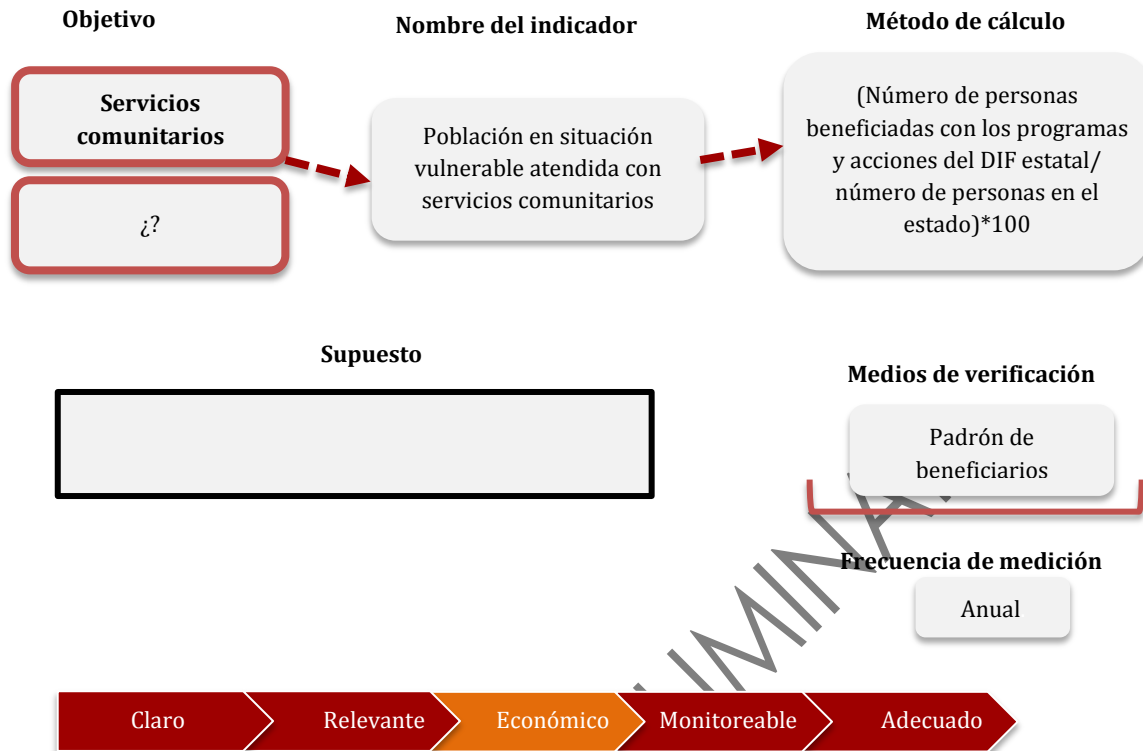 Objetivo
Nombre del indicador
Método de cálculo
Servicios
comunitarios
¿?
Población en situación
vulnerable atendida con
servicios comunitarios
(Número de personas
beneficiadas con los programas
y acciones del DIF estatal/
número de personas en el
estado)*100
Supuesto
Medios de verificación
Padrón de
beneficiarios
Frecuencia de medición
Anual
Claro
Relevante
Económico
Monitoreable
Adecuado